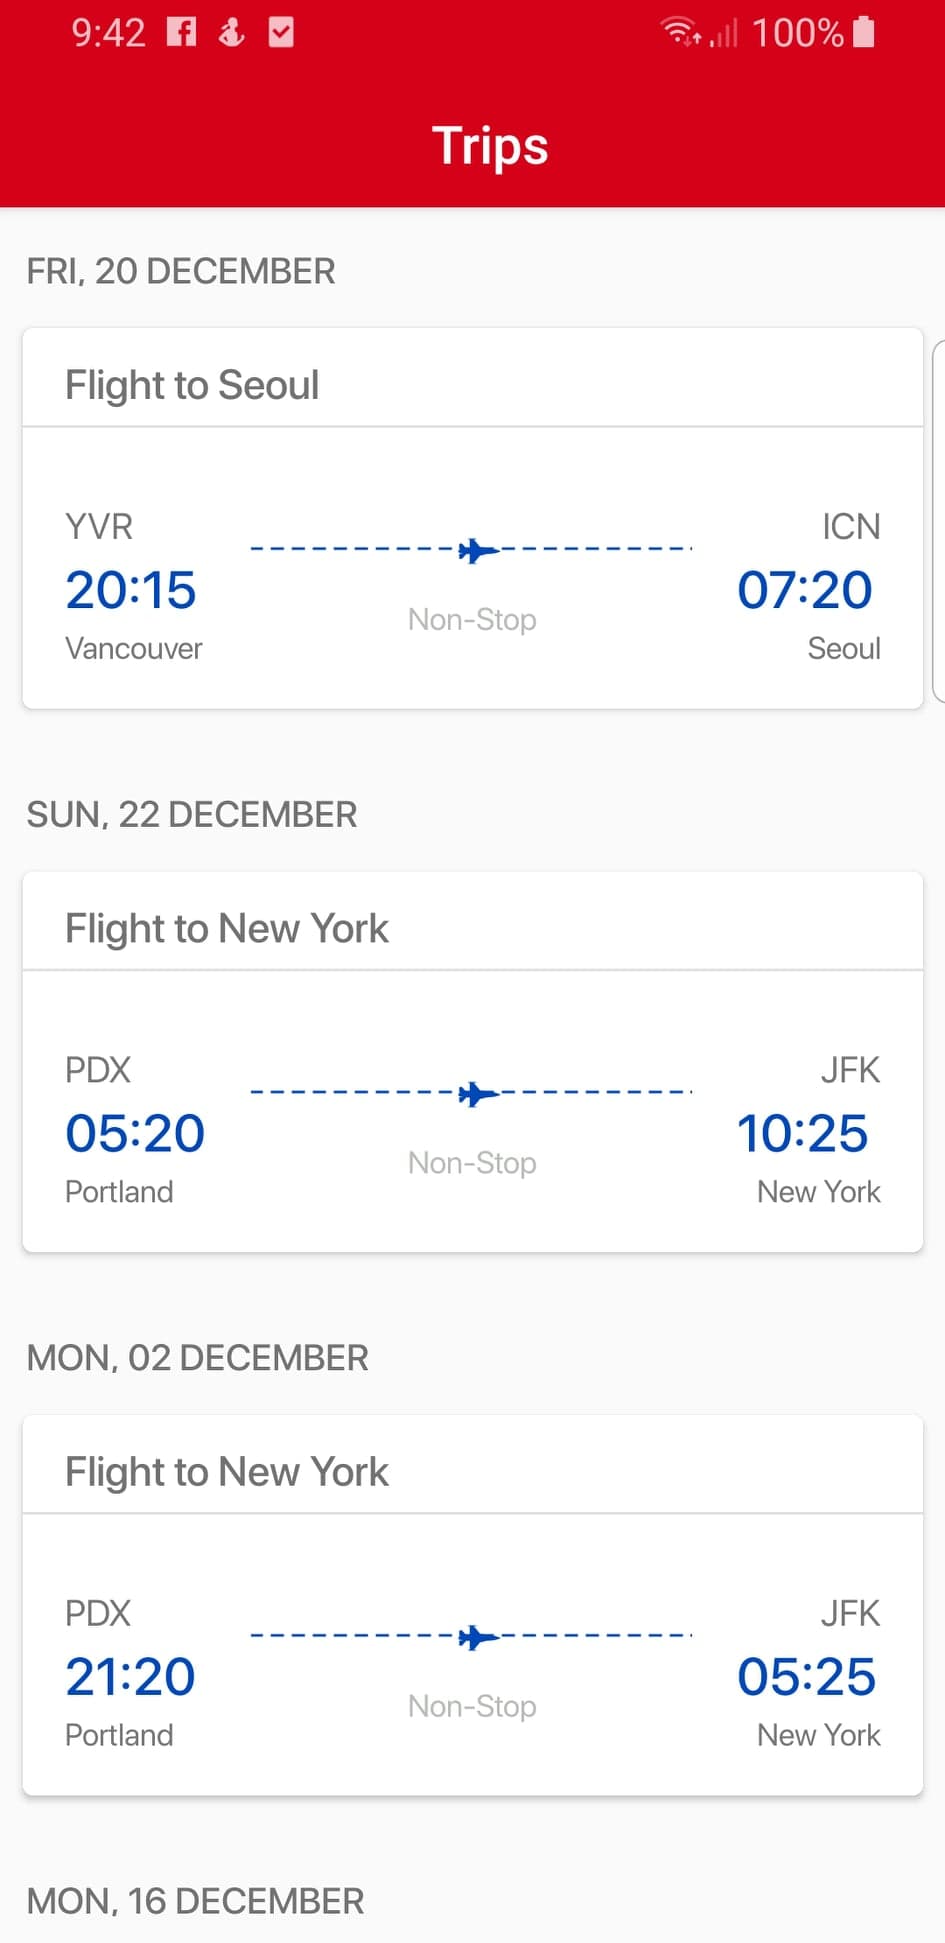 9:42 100%
Trips
FRI, 20 DECEMBER
Flight to Seoul
YVR ICN
20:15 07:20
Non-Stop
Vancouver Seoul
SUN, 22 DECEMBER
Flight to New York
PDX JFK
05:20 10:25
Non-Stop
Portland New York
MON, 02 DECEMBER
Flight to New York
PDX JFK
21:20 05:25
Non-Stop
Portland New York
MON, 16 DECEMBER